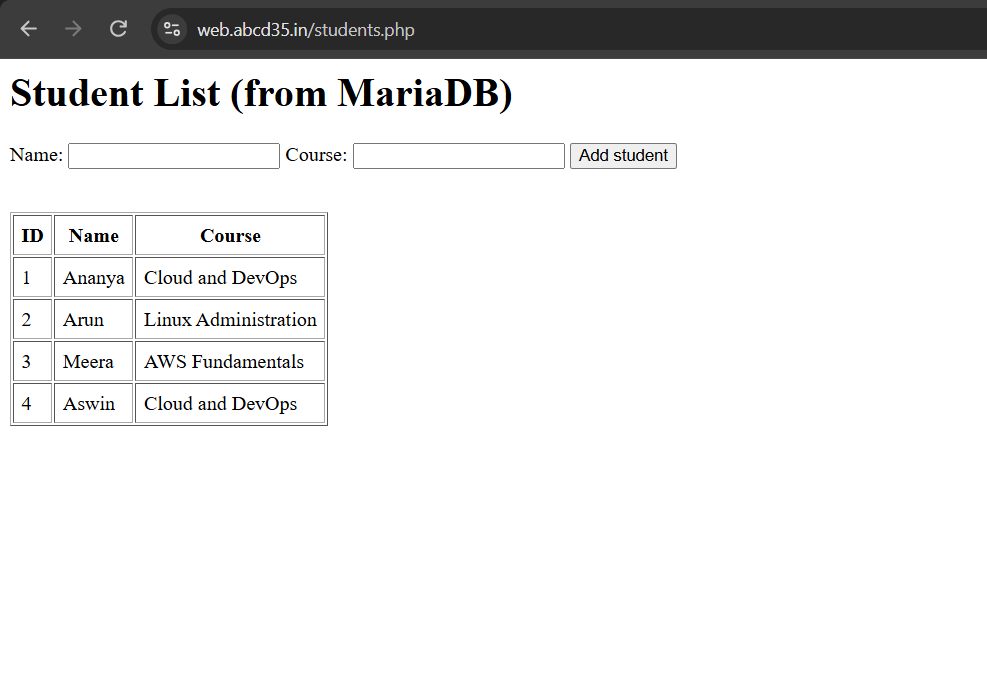 web.abcd35.in/students.php
Student List (from MariaDB)
Name: Course: Add student
ID Name Course
1 Ananya Cloud and DevOps
2 Arun Linux Administration
3 Meera AWS Fundamentals
4 Aswin Cloud and DevOps